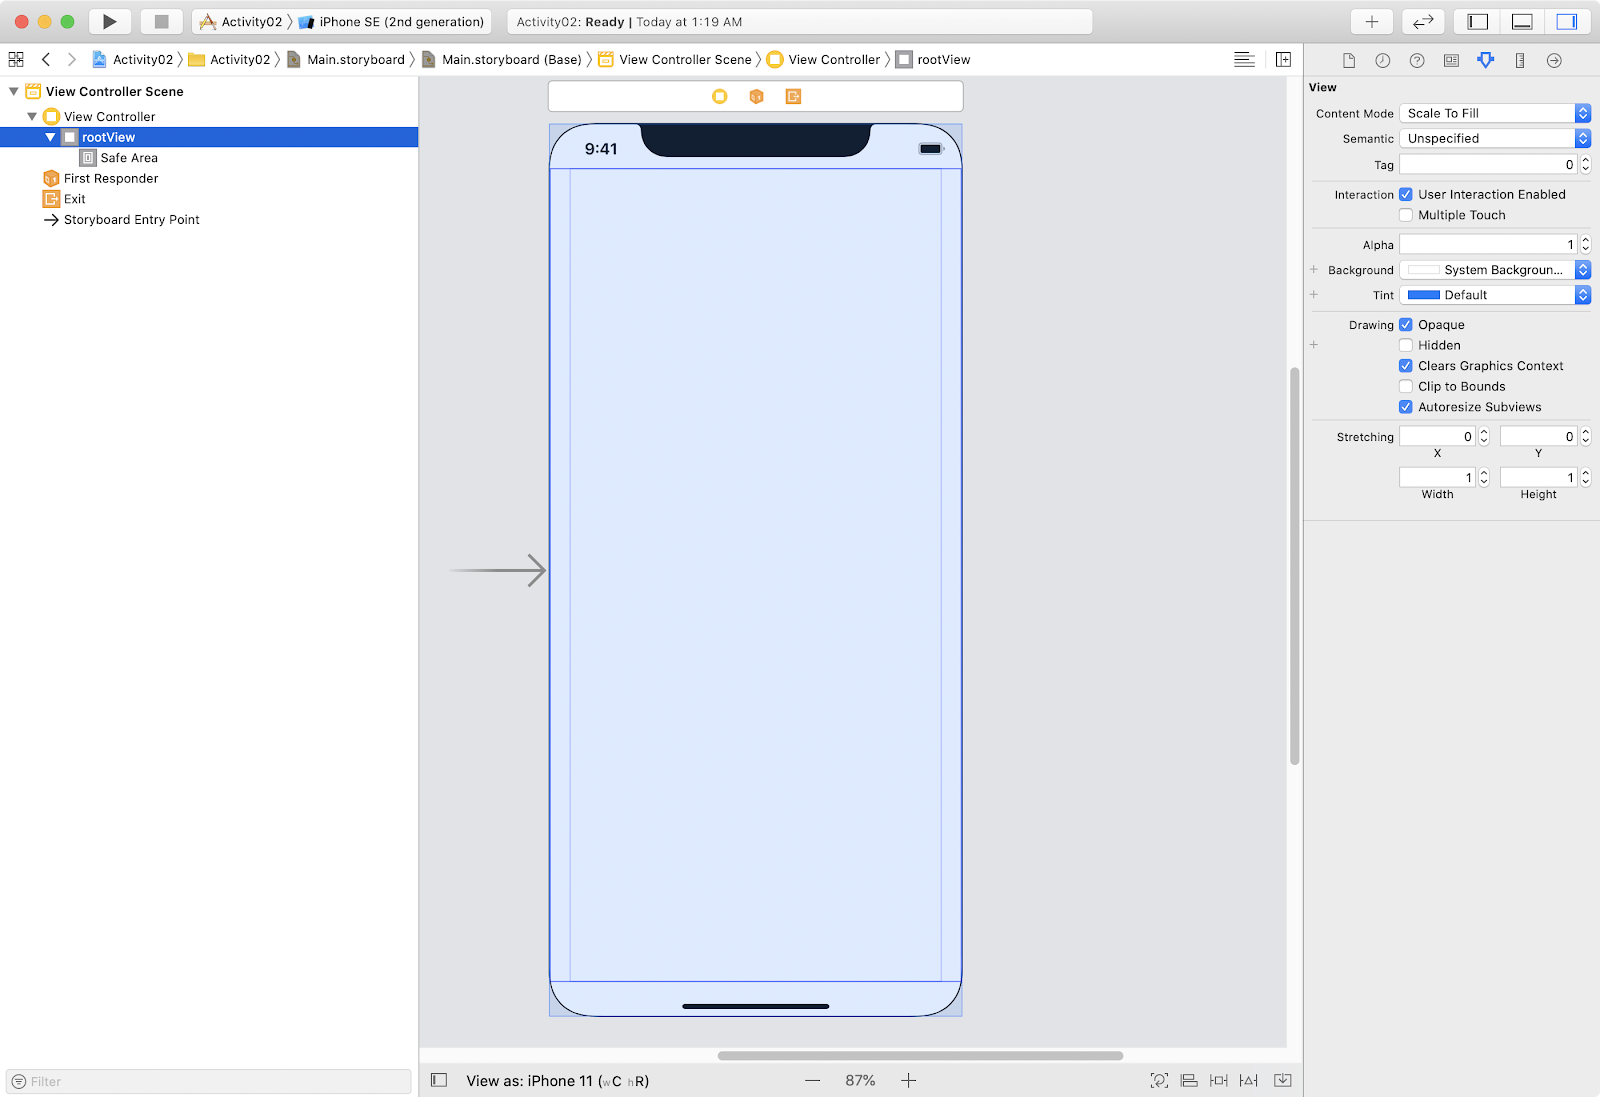 Activity02 iPhone SE (2nd generation)
Activity02: Ready | Today at 1:19 AM
Activity02 Activity02 Main.storyboard Main.storyboard (Base) View Controller Scene View Controller rootView
View Controller Scene
View Controller
rootView
Safe Area
First Responder
Exit
Storyboard Entry Point
Filter
9:41
View as: iPhone 11 (wC hR)
87%
View
Content Mode Scale To Fill
Semantic Unspecified
Tag 0
Interaction User Interaction Enabled
Multiple Touch
Alpha 1
Background System Backgroun...
Tint Default
Drawing Opaque
Hidden
Clears Graphics Context
Clip to Bounds
Autoresize Subviews
Stretching 0 0
X Y
1 1
Width Height